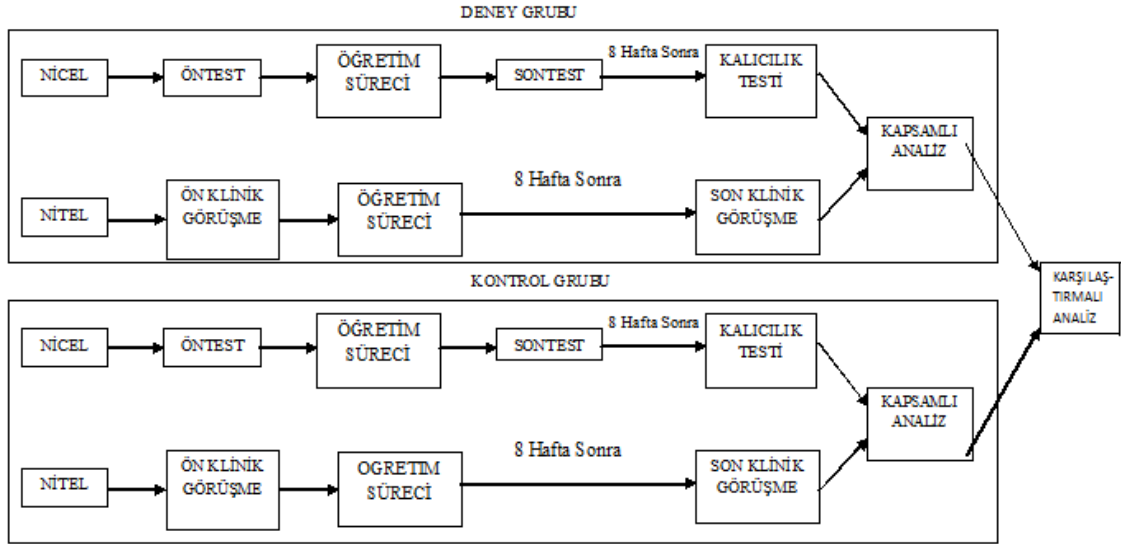 DENEY GRUBU
NİCEL
ÖNTEST
ÖĞRETİM
SÜRECİ
SONTEST
8 Hafta Sonra
KALICILIK
TESTİ
KAPSAMLI
ANALİZ
NİTEL
ÖN KLİNİK
GÖRÜŞME
ÖĞRETİM
SÜRECİ
8 Hafta Sonra
SON KLİNİK
GÖRÜŞME
KARŞILAŞ-
TIRMALI
ANALİZ
KONTROL GRUBU
NİCEL
ÖNTEST
ÖĞRETİM
SÜRECİ
SONTEST
8 Hafta Sonra
KALICILIK
TESTİ
KAPSAMLI
ANALİZ
NİTEL
ÖN KLİNİK
GÖRÜŞME
OGRETIM
SÜRECİ
8 Hafta Sonra
SON KLİNİK
GÖRÜŞME